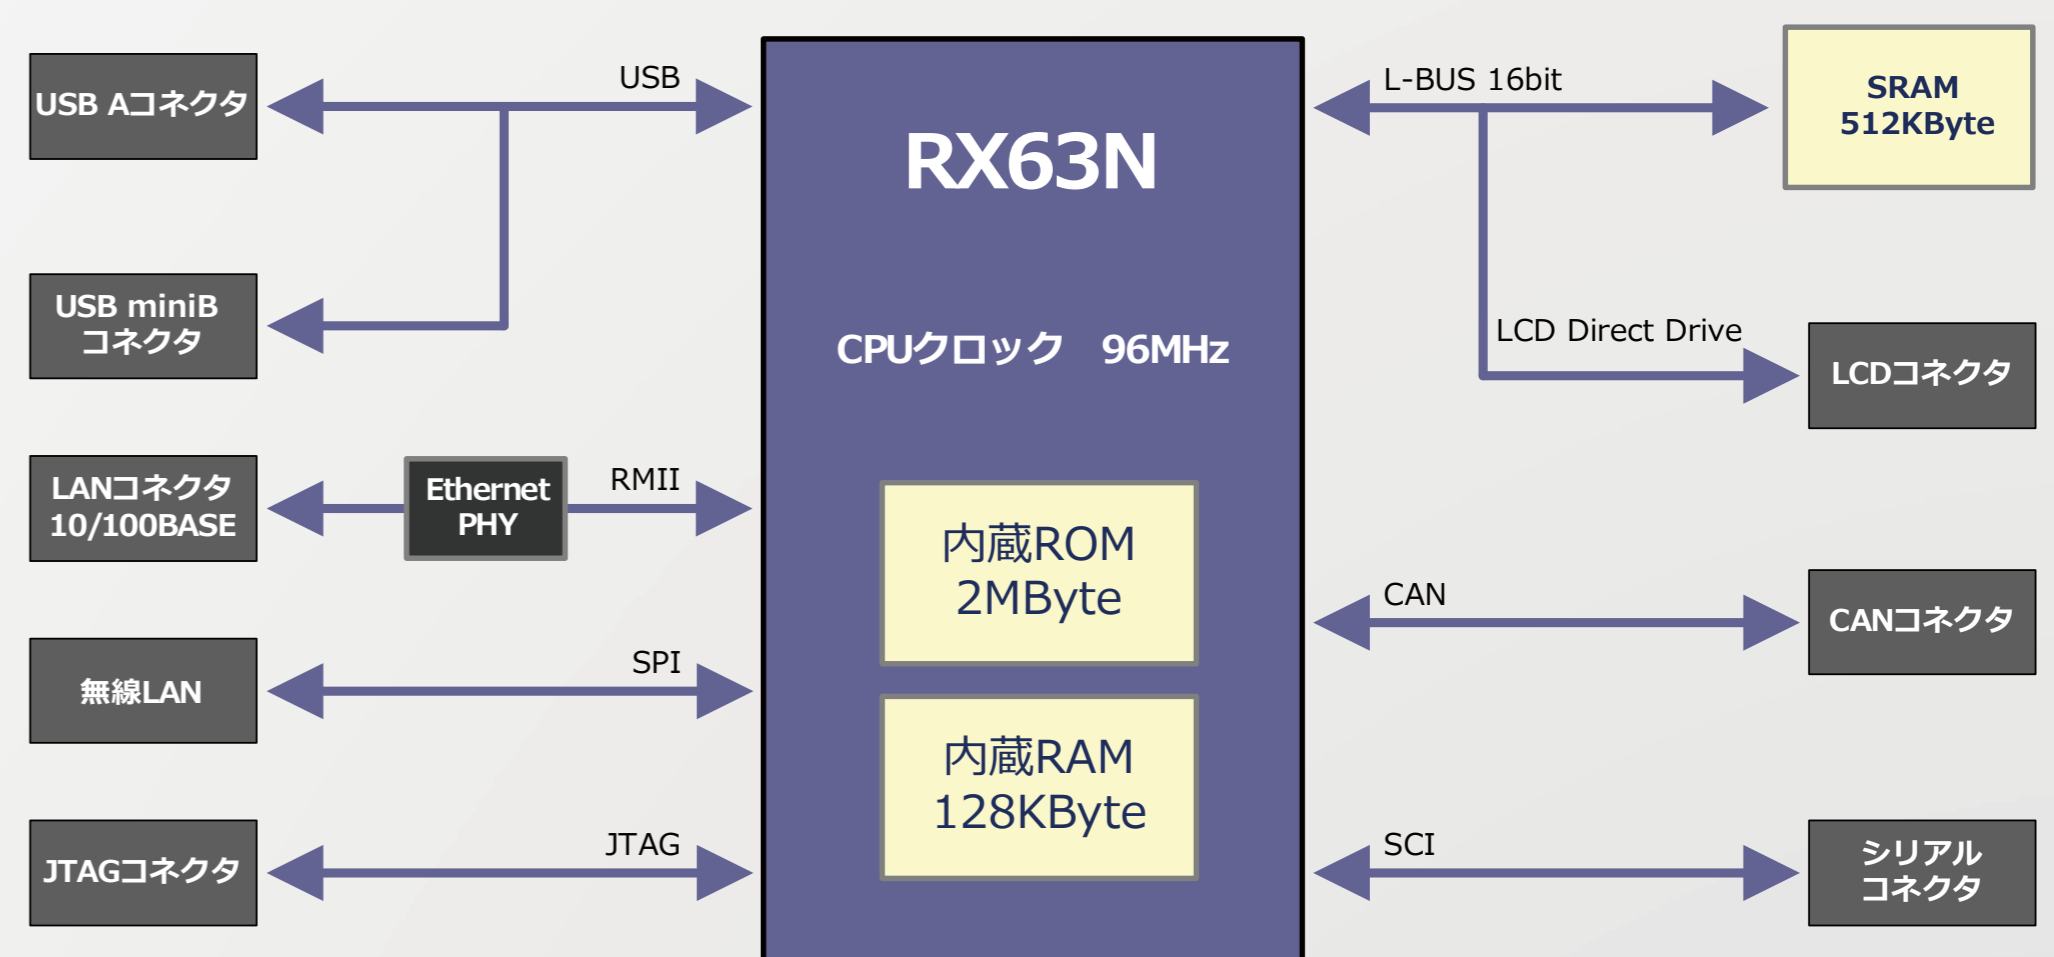 USB Aコネクタ
USB
USB miniB
コネクタ
LANコネクタ
10/100BASE
Ethernet
PHY
RMII
無線LAN
SPI
JTAGコネクタ
JTAG
RX63N
CPUクロック　96MHz
内蔵ROM
2MByte
内蔵RAM
128KByte
L-BUS 16bit
SRAM
512KByte
LCD Direct Drive
LCDコネクタ
CAN
CANコネクタ
SCI
シリアル
コネクタ